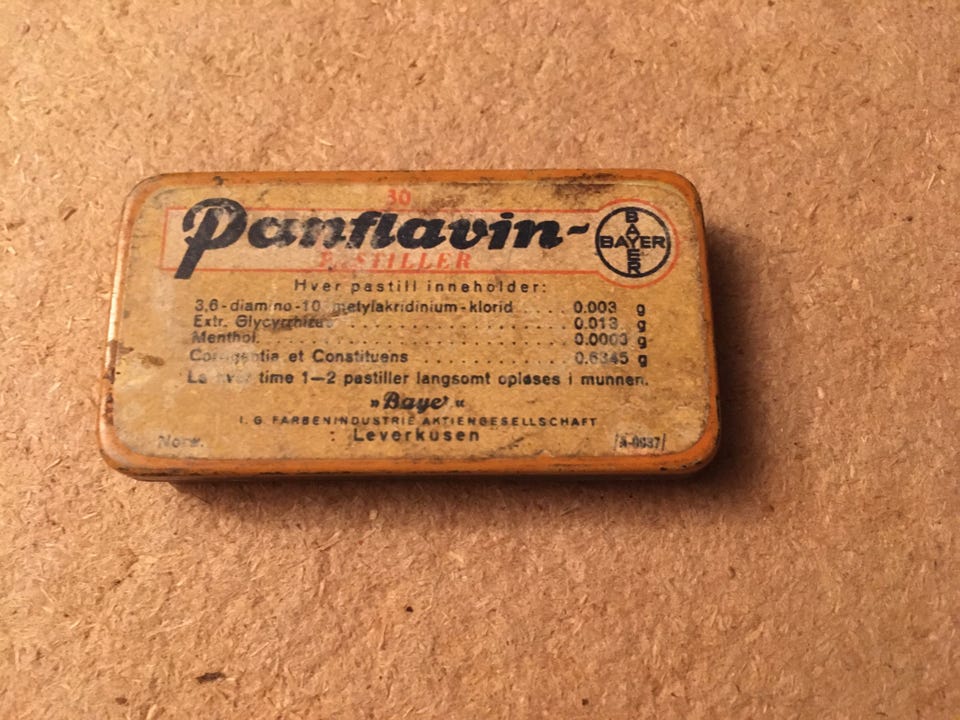 30
Panflavin-
PASTILLER
BAYER
BAYER
Hver pastill inneholder:
3,6-diamino-10 metylakridinium-klorid . . . 0.003 g
Extr. Glycyrrhizae . . . . . . . . . . 0.013 g
Menthol. . . . . . . . . . . . . . 0.0003 g
Corrigentia et Constituens . . . . . . . . 0.6345 g
La hver time 1—2 pastiller langsomt opløses i munnen.
»Bayer«
I. G. FARBENINDUSTRIE AKTIENGESELLSCHAFT
Leverkusen
Norw.